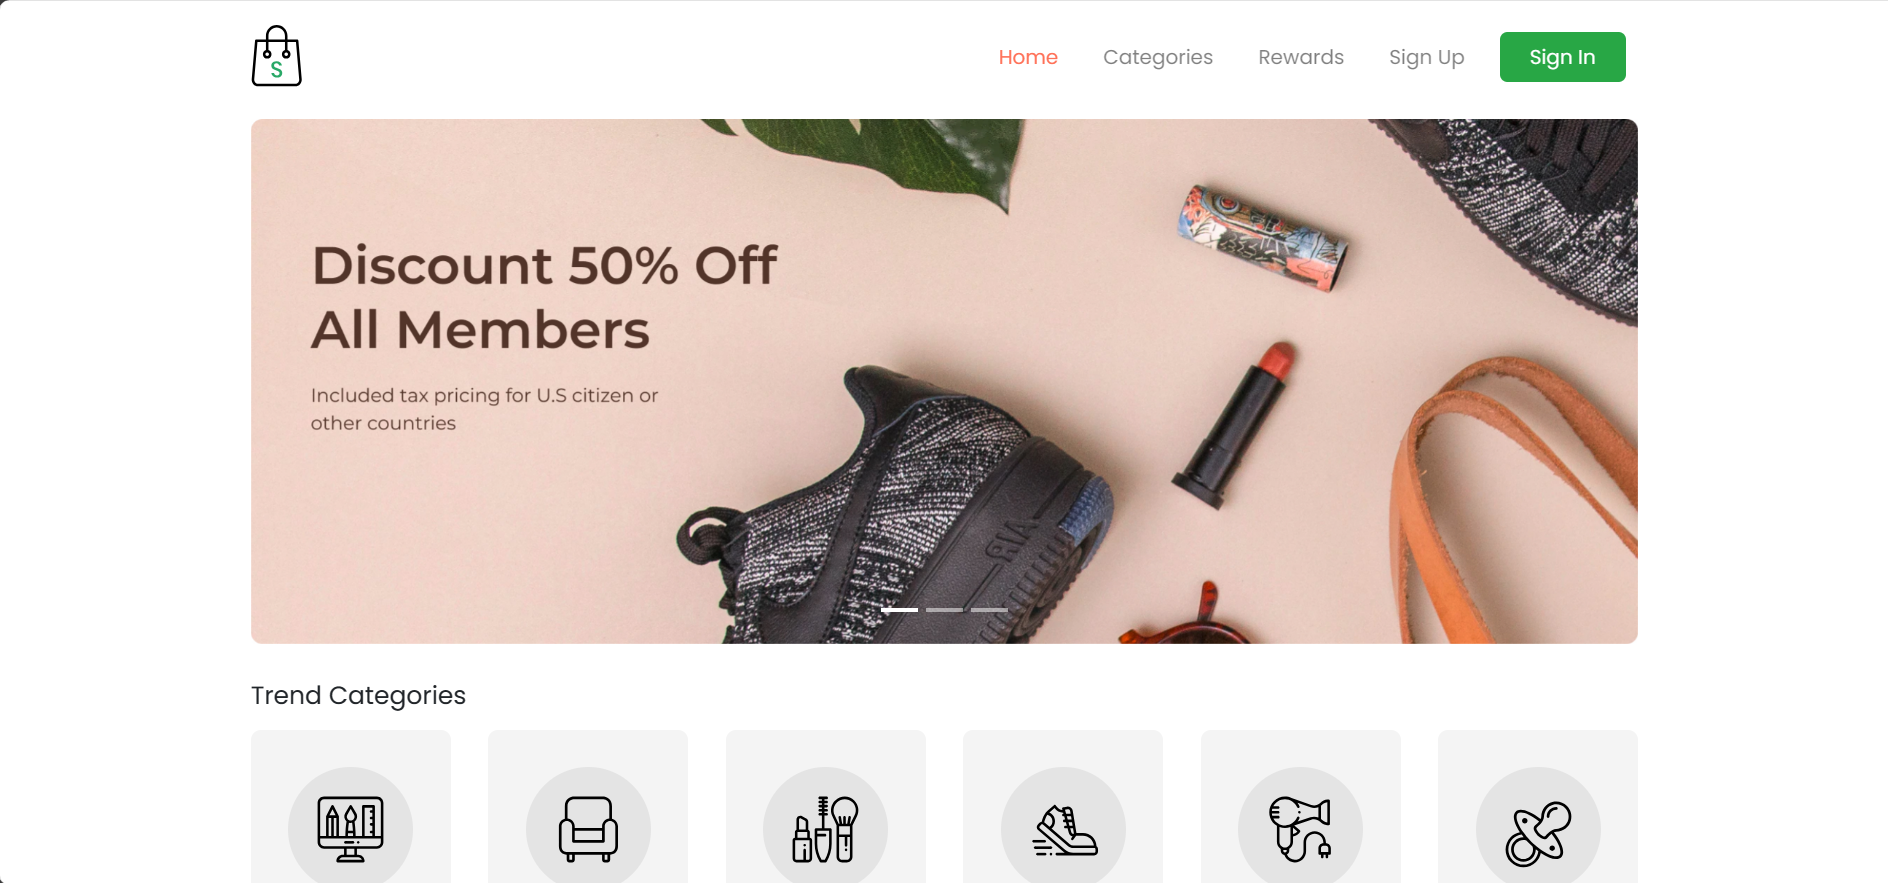 S
Home Categories Rewards Sign Up Sign In
Discount 50% Off
All Members
Included tax pricing for U.S citizen or
other countries
AIR
Trend Categories